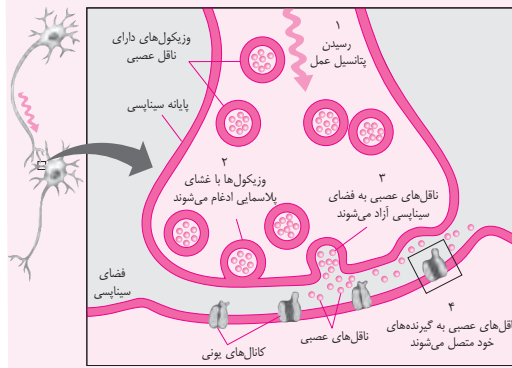 ۱
رسیدن
پتانسیل عمل
وزیکول‌های دارای
ناقل عصبی
پایانه سیناپسی
۲
وزیکول‌ها با غشای
پلاسمایی ادغام می‌شوند
۳
ناقل‌های عصبی به فضای
سیناپسی آزاد می‌شوند
فضای
سیناپسی
۴
ناقل‌های عصبی به گیرنده‌های
خود متصل می‌شوند
ناقل‌های عصبی
کانال‌های یونی